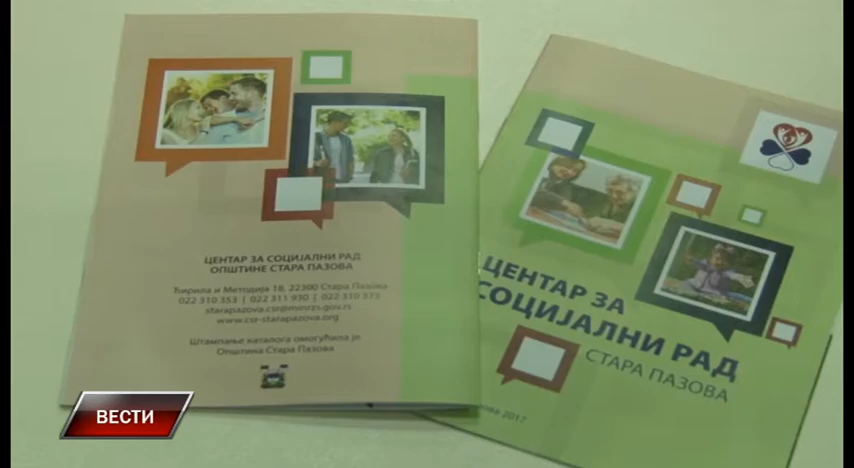 ЦЕНТАР ЗА СОЦИЈАЛНИ РАД
ОПШТИНЕ СТАРА ПАЗОВА
Ћирила и Методија 18, 22300 Стара Пазова
022 310 353 | 022 311 930 | 022 310 375
starapazova.csr@minrzs.gov.rs
www.csr-starapazova.org
Штампање каталога омогућила је
Општина Стара Пазова
ЦЕНТАР ЗА
СОЦИЈАЛНИ РАД
СТАРА ПАЗОВА
2017
ВЕСТИ